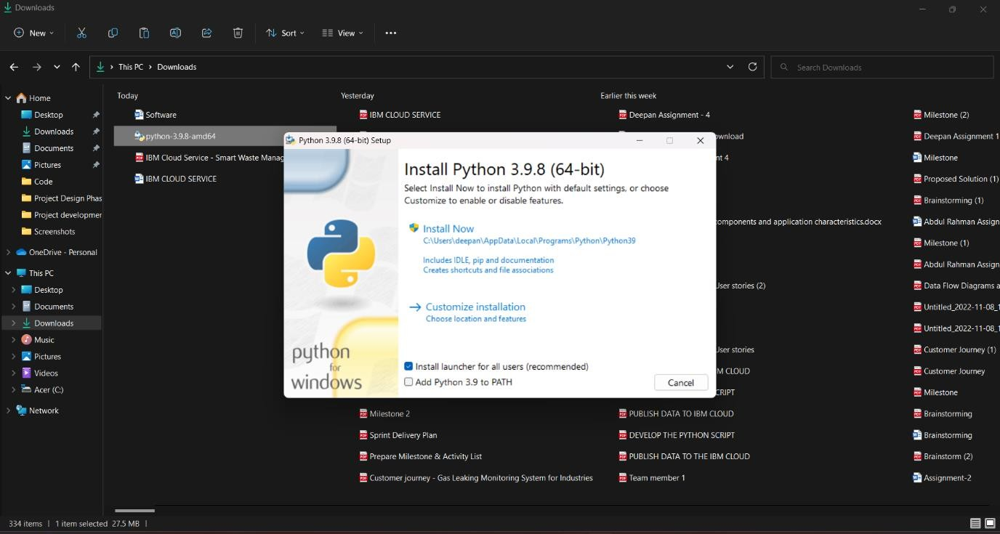 Downloads
New
Sort
View
This PC
Downloads
Search Downloads
Home
Desktop
Downloads
Documents
Pictures
Code
Project Design Phas
Project developmer
Screenshots
OneDrive - Personal
This PC
Desktop
Documents
Downloads
Music
Pictures
Videos
Acer (C:)
Network
Today
Software
python-3.9.8-amd64
IBM Cloud Service - Smart Waste Manag
IBM CLOUD SERVICE
Yesterday
IBM CLOUD SERVICE
Milestone 2
Sprint Delivery Plan
Prepare Milestone & Activity List
Customer journey - Gas Leaking Monitoring System for Industries
Earlier this week
Deepan Assignment - 4
ownload
nt 4
components and application characteristics.docx
User stories (2)
User stories
M CLOUD
CRIPT
PUBLISH DATA TO IBM CLOUD
DEVELOP THE PYTHON SCRIPT
PUBLISH DATA TO THE IBM CLOUD
Team member 1
Milestone (2)
Deepan Assignment 1
Milestone
Proposed Solution (1)
Brainstorming (1)
Abdul Rahman Assign
Milestone (1)
Abdul Rahman Assign
Data Flow Diagrams a
Untitled_2022-11-08_1
Untitled_2022-11-08_1
Customer Journey (1)
Customer Journey
Milestone
Brainstorming
Brainstorming
Brainstorm (2)
Assignment-2
Python 3.9.8 (64-bit) Setup
Install Python 3.9.8 (64-bit)
Select Install Now to install Python with default settings, or choose
Customize to enable or disable features.
Install Now
C:\Users\deepan\AppData\Local\Programs\Python\Python39
Includes IDLE, pip and documentation
Creates shortcuts and file associations
Customize installation
Choose location and features
python
for
windows
Install launcher for all users (recommended)
Add Python 3.9 to PATH
Cancel
334 items
1 item selected 27.5 MB